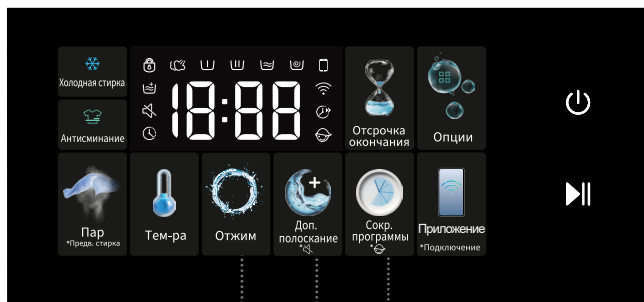 Холодная стирка
18:88
Антисминание
Отсрочка
окончания
Опции
Пар
*Предв. стирка
Тем-ра
Отжим
Доп.
полоскание
*
Сокр.
программы
*
Приложение
*Подключение